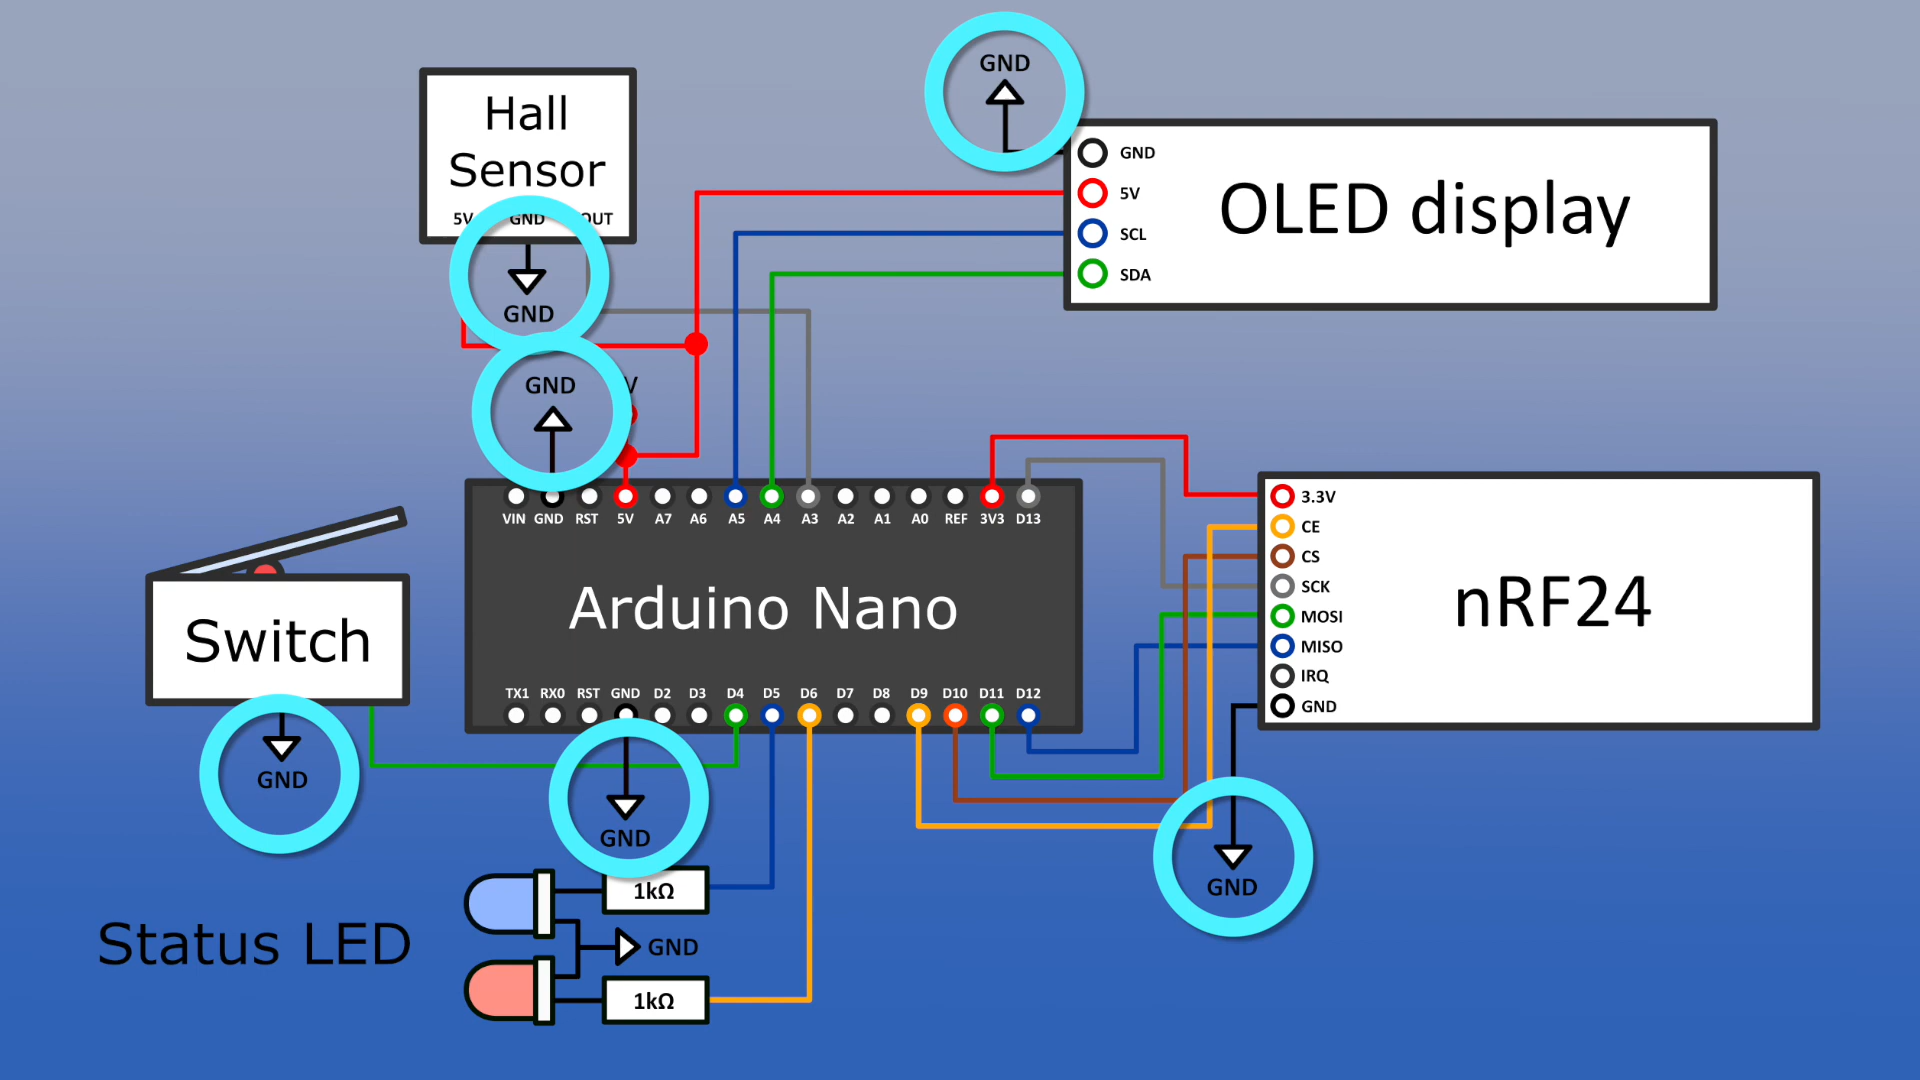 GND
Hall
Sensor
GND
OUT
GND
GND
5V
SCL
SDA
OLED display
GND
VIN GND RST 5V A7 A6 A5 A4 A3 A2 A1 A0 REF 3V3 D13
Arduino Nano
TX1 RX0 RST GND D2 D3 D4 D5 D6 D7 D8 D9 D10 D11 D12
3.3V
CE
CS
SCK
MOSI
MISO
IRQ
GND
nRF24
Switch
GND
GND
GND
1kΩ
GND
1kΩ
Status LED